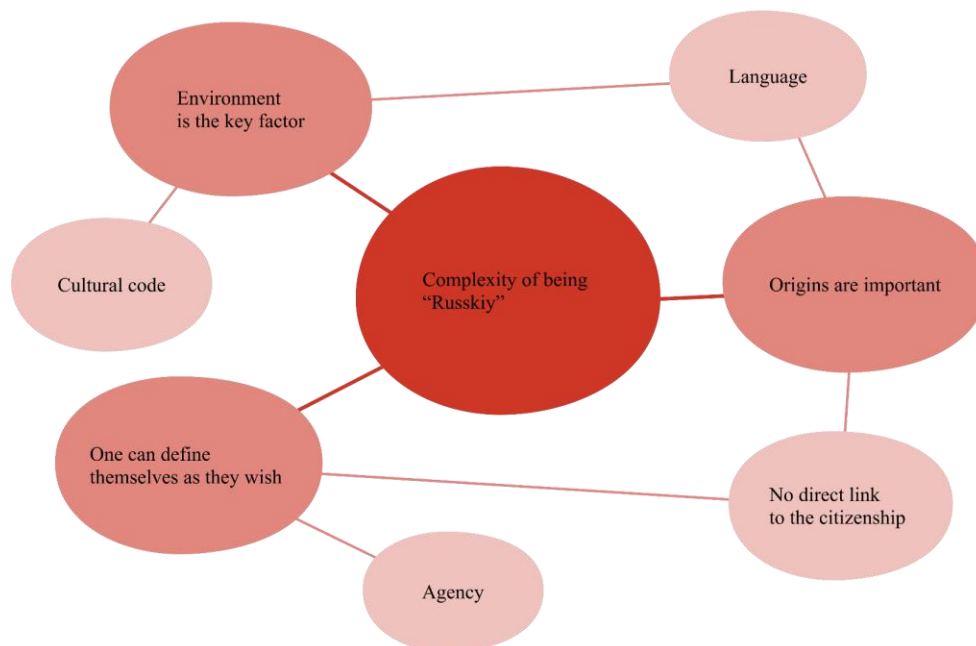 Environment
is the key factor
Language
Cultural code
Complexity of being
“Russkiy”
Origins are important
One can define
themselves as they wish
No direct link
to the citizenship
Agency